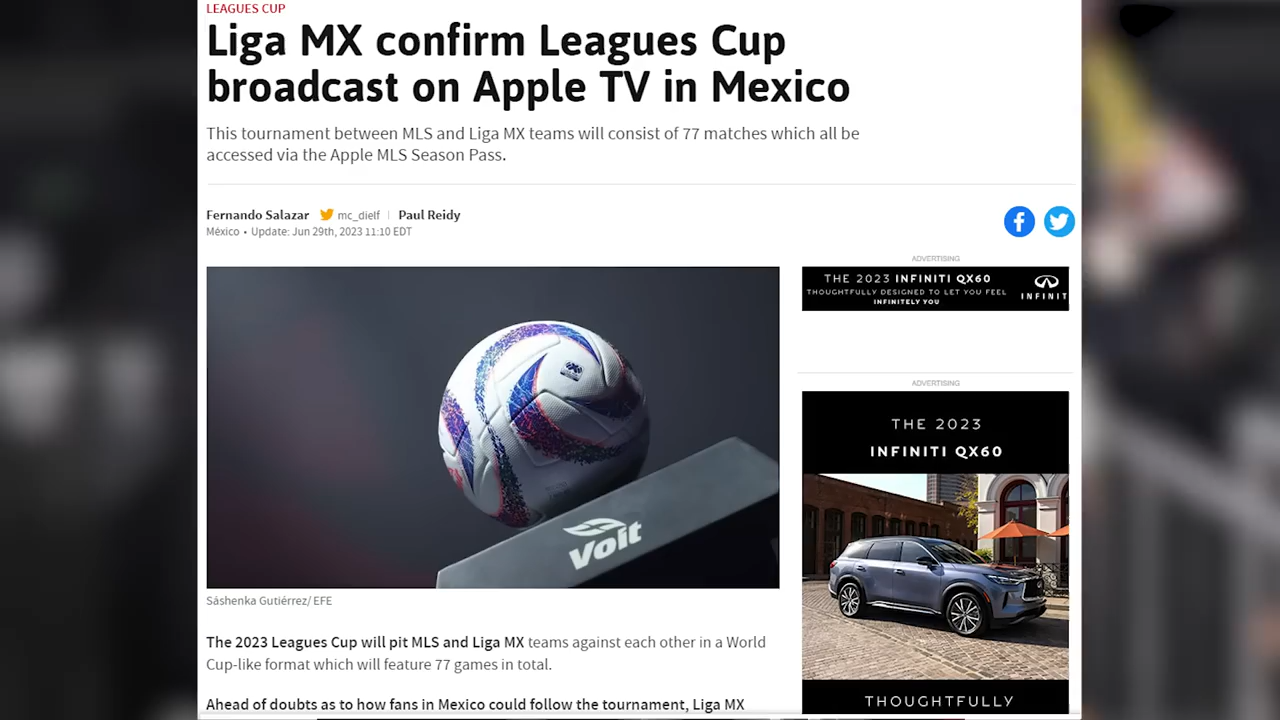 LEAGUES CUP
Liga MX confirm Leagues Cup
broadcast on Apple TV in Mexico
This tournament between MLS and Liga MX teams will consist of 77 matches which all be
accessed via the Apple MLS Season Pass.
Fernando Salazar mc_dielf | Paul Reidy
México • Update: Jun 29th, 2023 11:10 EDT
ADVERTISING
THE 2023 INFINITI QX60
THOUGHTFULLY DESIGNED TO LET YOU FEEL
INFINITELY YOU
INFINIT
Voit
ADVERTISING
THE 2023
INFINITI QX60
THOUGHTFULLY
Sáshenka Gutiérrez/ EFE
The 2023 Leagues Cup will pit MLS and Liga MX teams against each other in a World
Cup-like format which will feature 77 games in total.
Ahead of doubts as to how fans in Mexico could follow the tournament, Liga MX